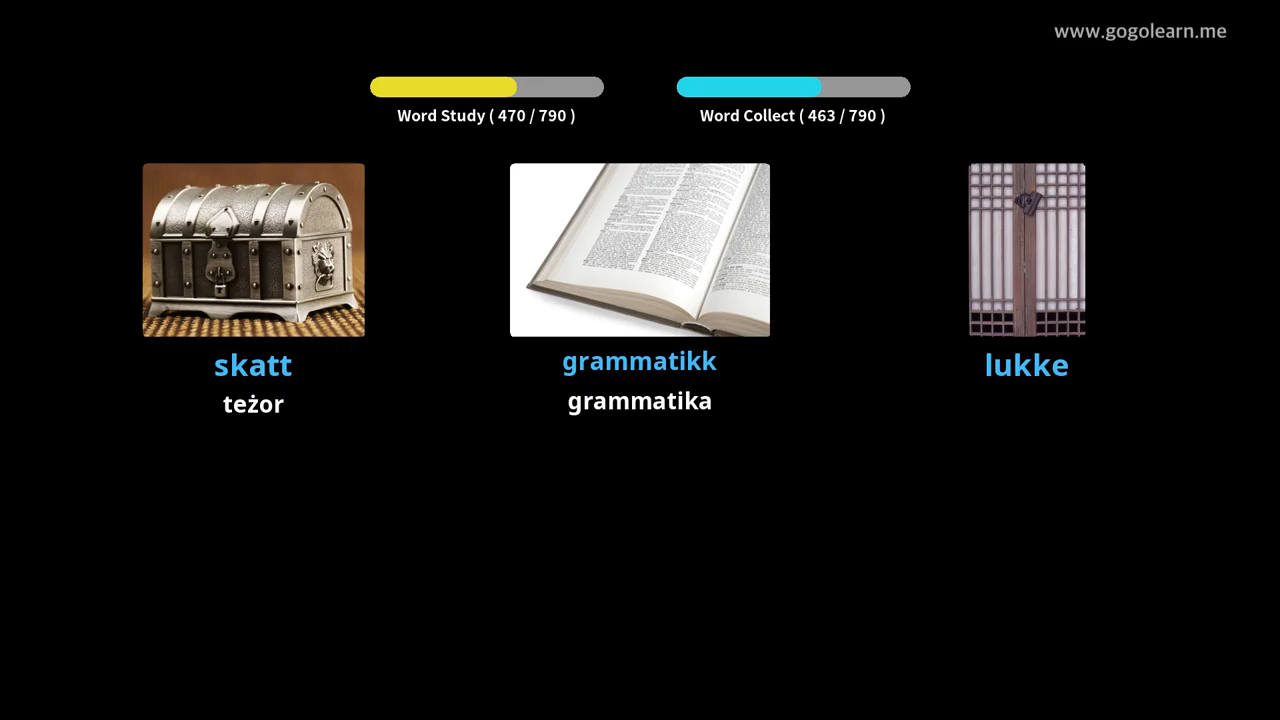 www.gogolearn.me
Word Study ( 470 / 790 )
Word Collect ( 463 / 790 )
skatt
teżor
grammatikk
grammatika
lukke